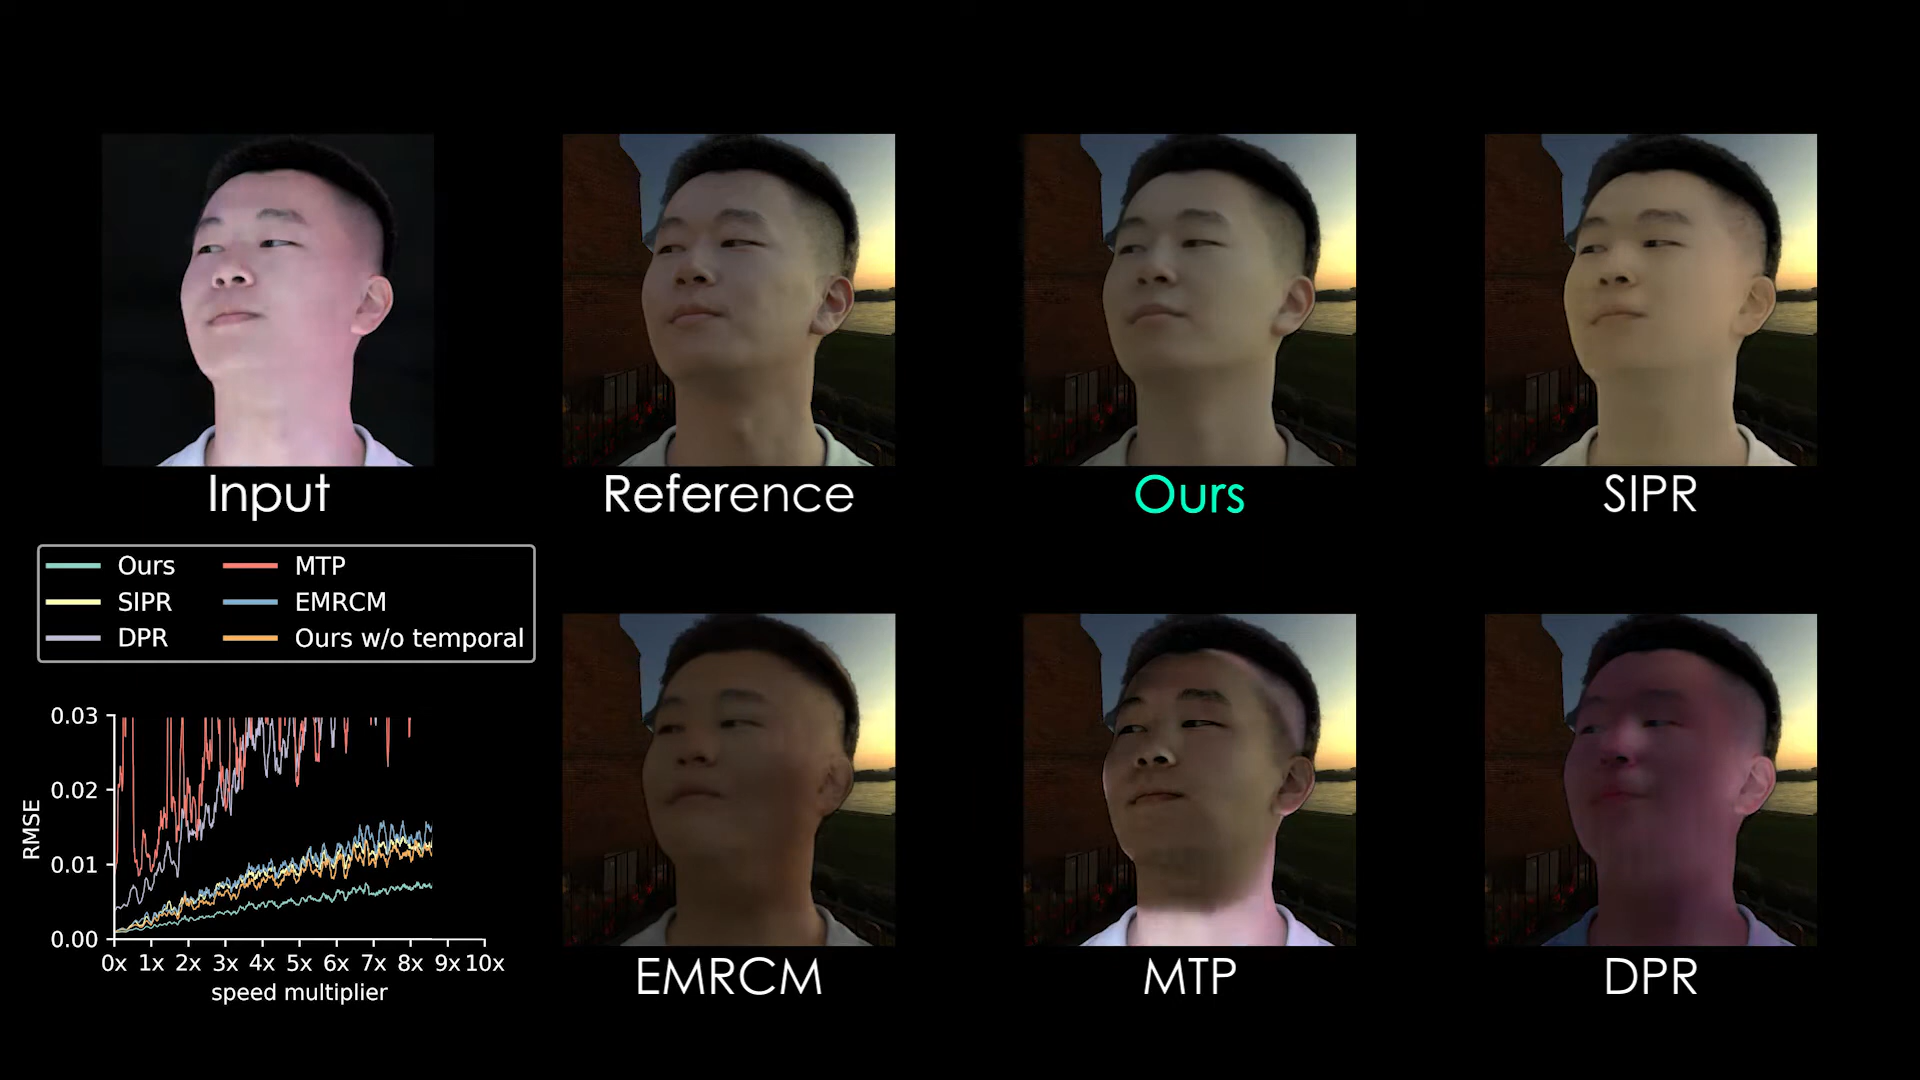 Input
Reference
Ours
SIPR
Ours
MTP
SIPR
EMRCM
DPR
Ours w/o temporal
0.03
0.02
0.01
0.00
RMSE
0x 1x 2x 3x 4x 5x 6x 7x 8x 9x 10x
speed multiplier
EMRCM
MTP
DPR